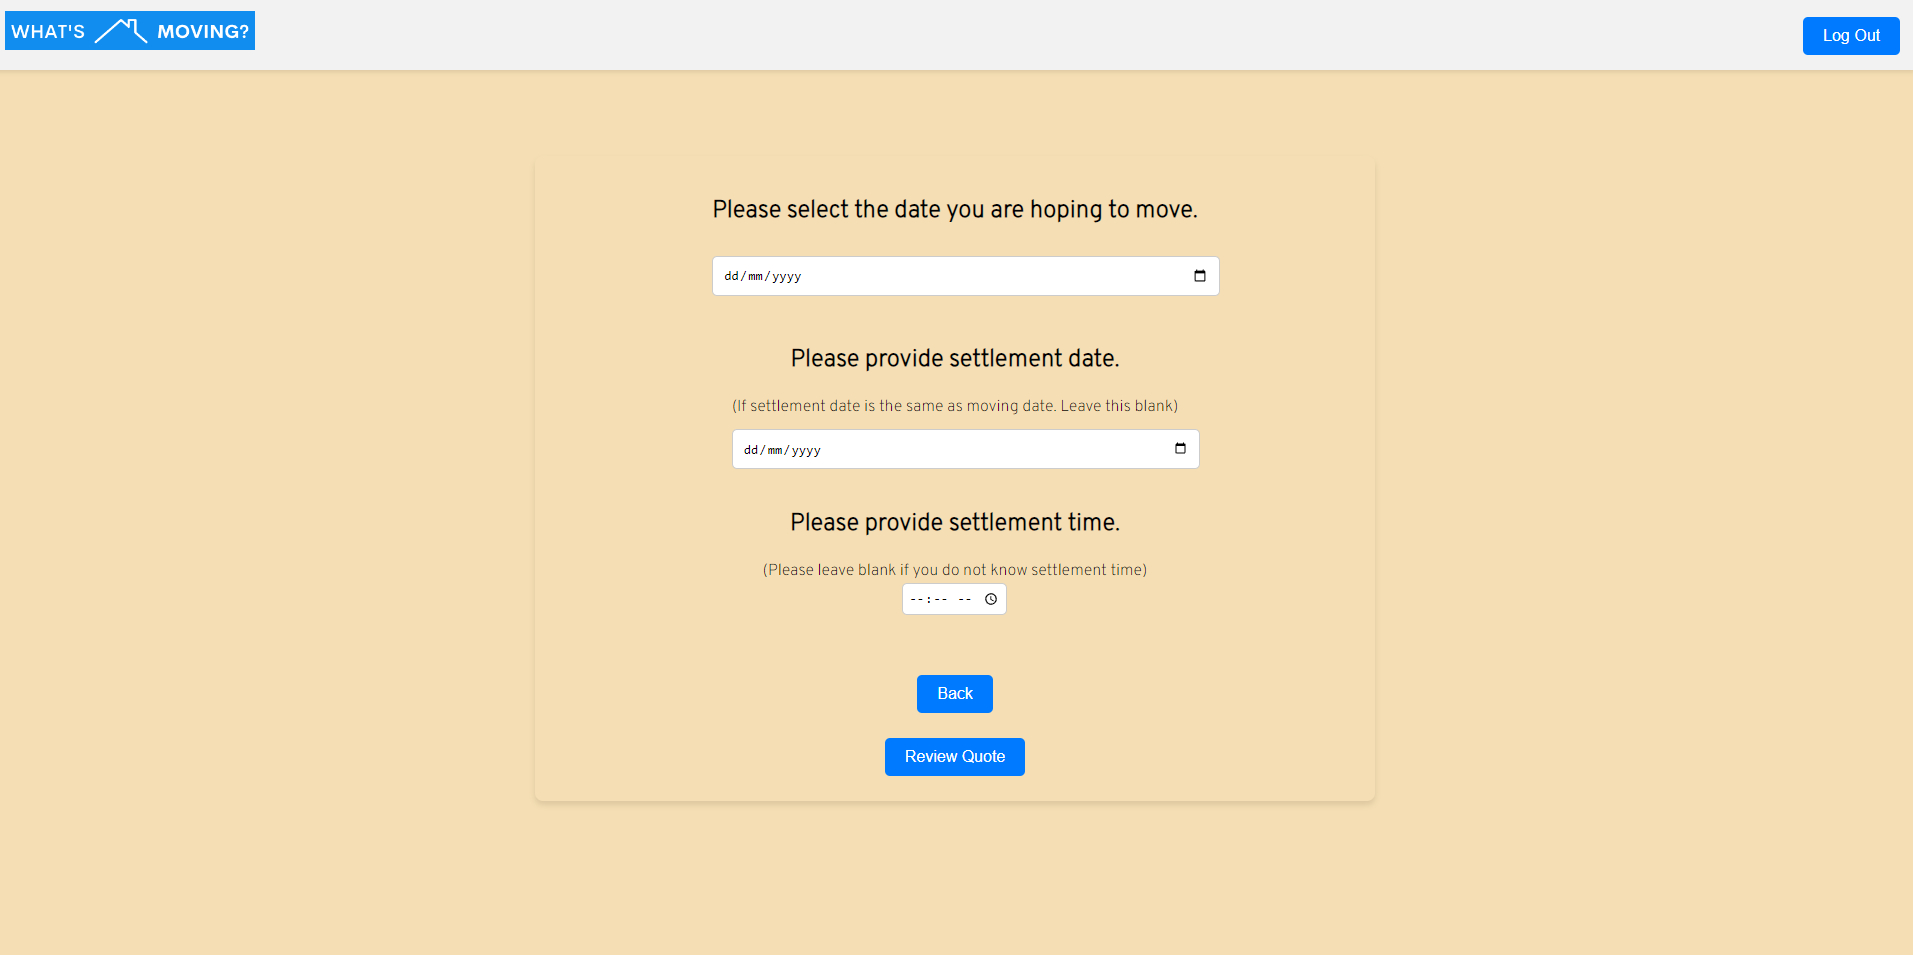 WHAT'S MOVING?
Log Out
Please select the date you are hoping to move.
dd/mm/yyyy
Please provide settlement date.
(If settlement date is the same as moving date. Leave this blank)
dd/mm/yyyy
Please provide settlement time.
(Please leave blank if you do not know settlement time)
--:-- --
Back
Review Quote